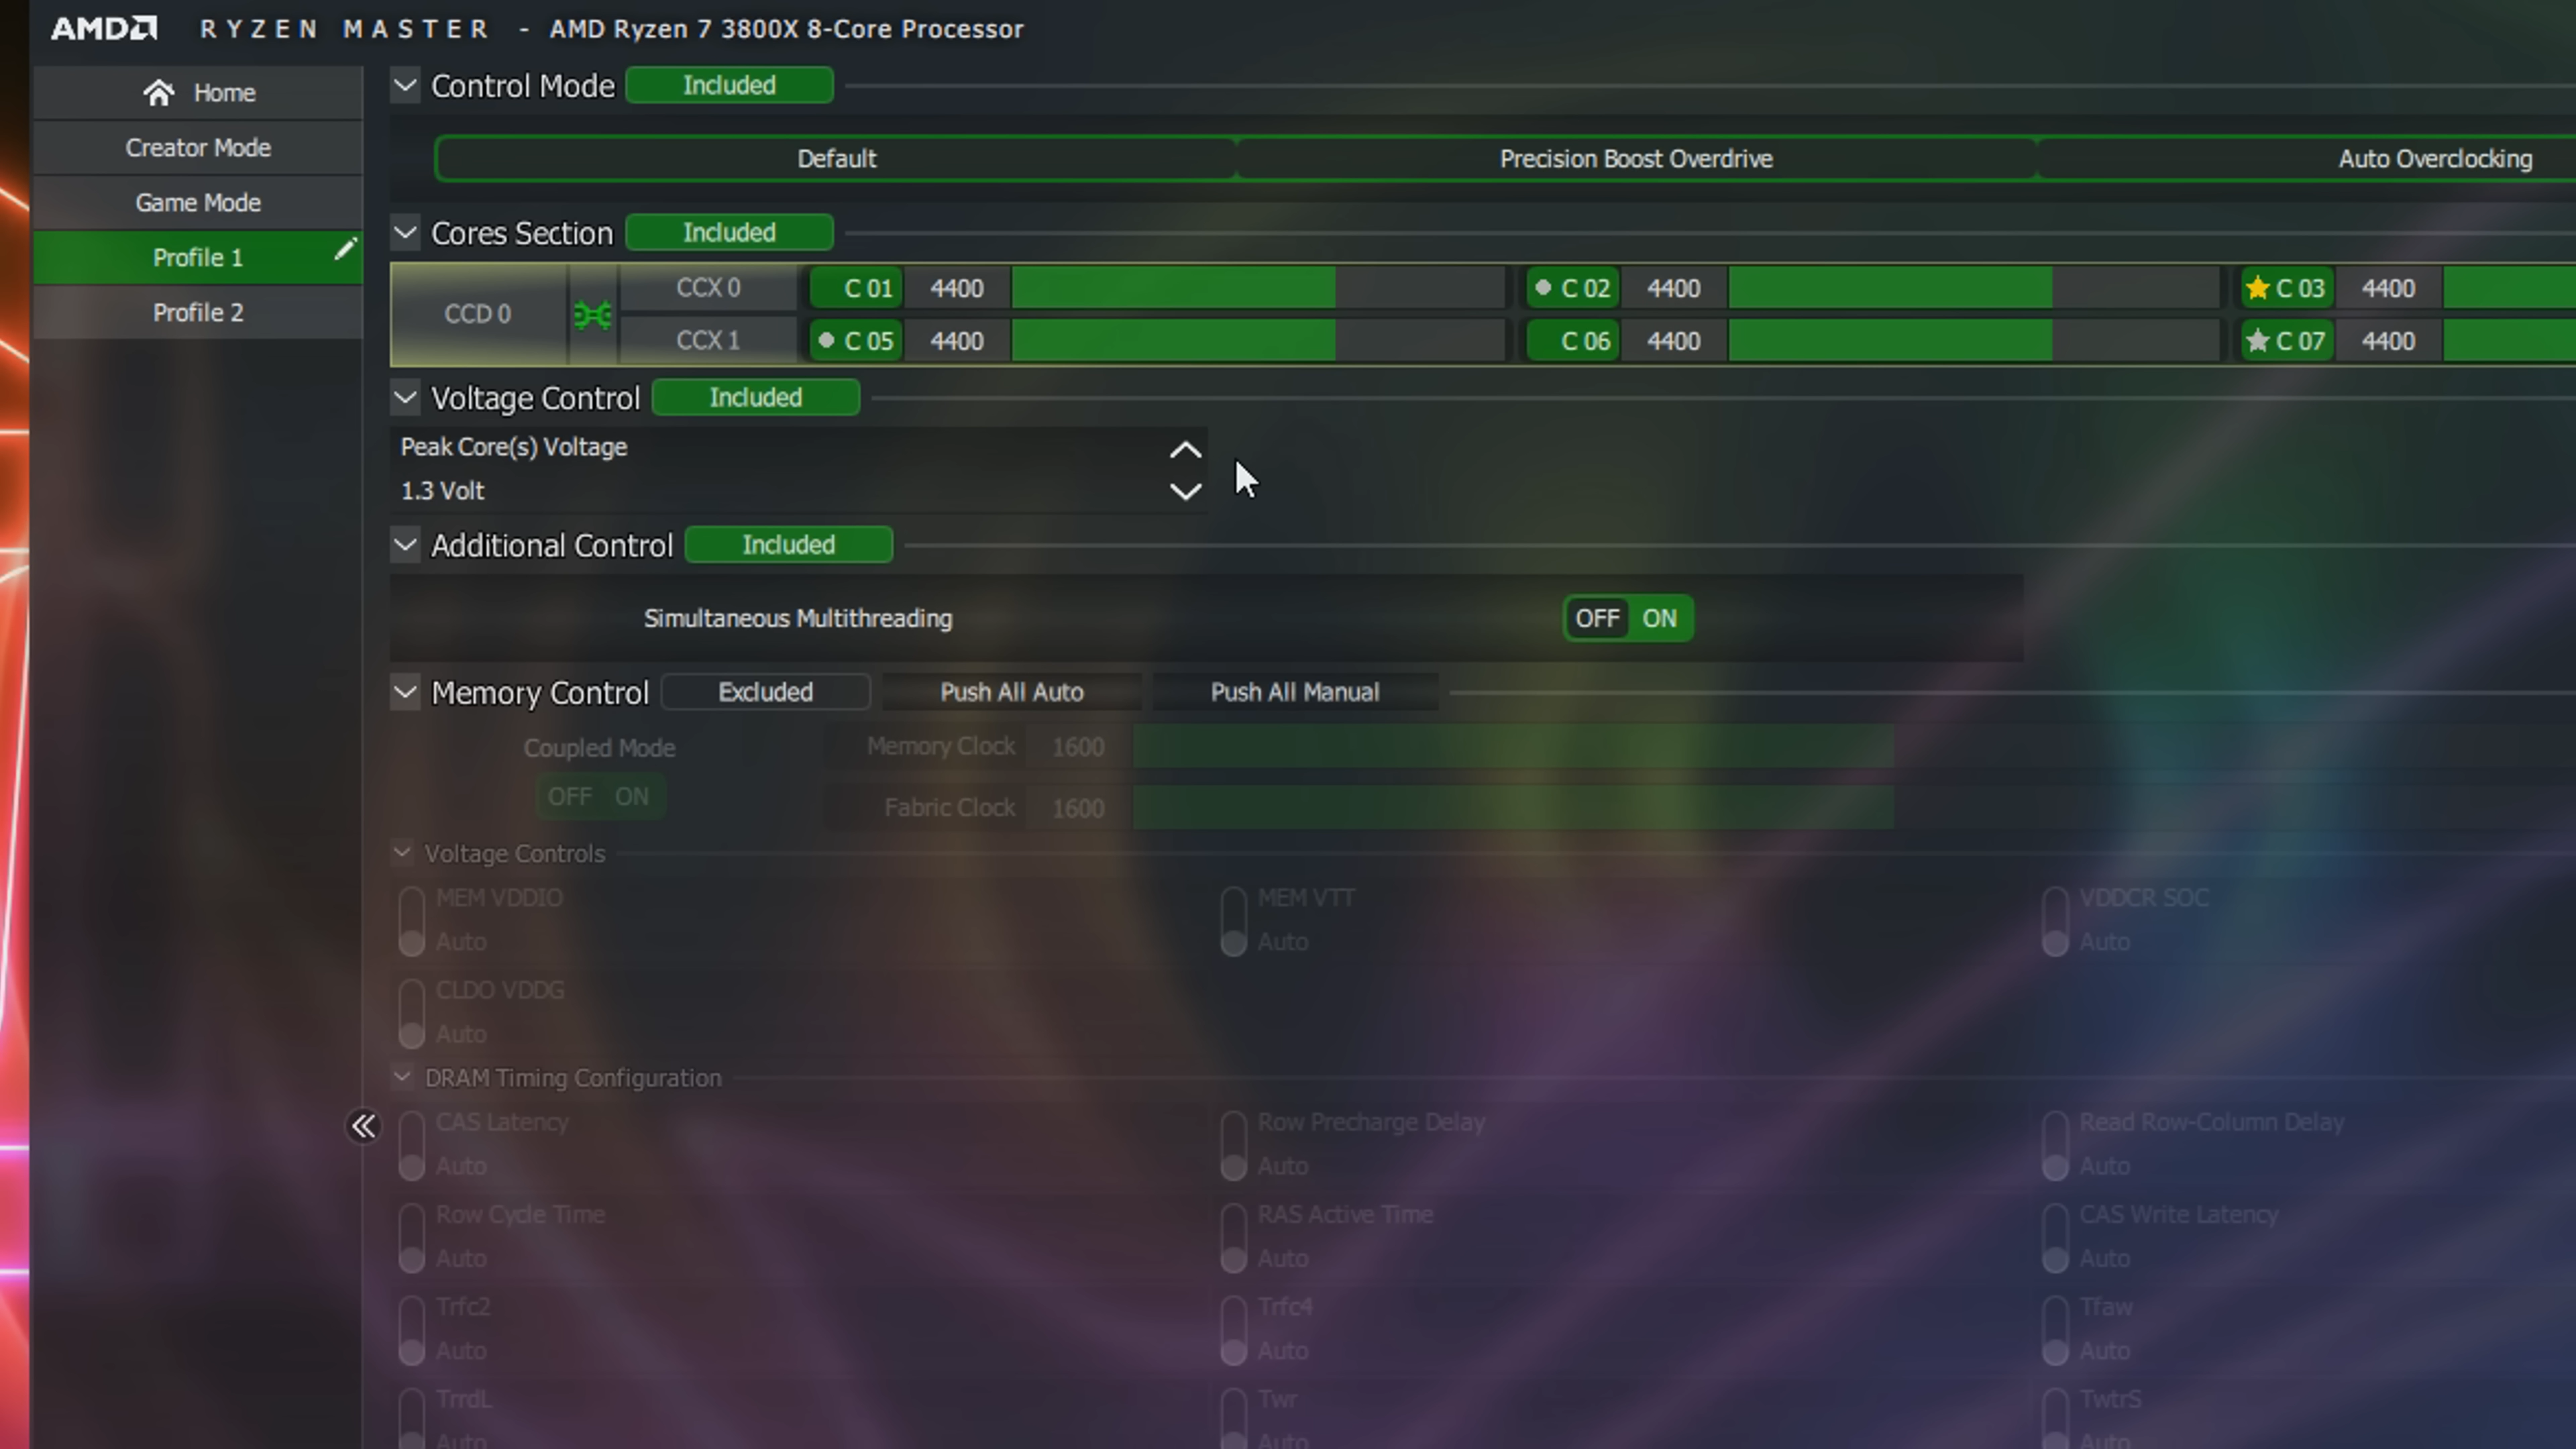 AMD RYZEN MASTER - AMD Ryzen 7 3800X 8-Core Processor
Home
Creator Mode
Game Mode
Profile 1
Profile 2
Control Mode Included
Default Precision Boost Overdrive Auto Overclocking
Cores Section Included
CCD 0
CCX 0 C 01 4400 C 02 4400 C 03 4400
CCX 1 C 05 4400 C 06 4400 C 07 4400
Voltage Control Included
Peak Core(s) Voltage
1.3 Volt
Additional Control Included
Simultaneous Multithreading OFF ON
Memory Control Excluded Push All Auto Push All Manual
Coupled Mode Memory Clock 1600
OFF ON Fabric Clock 1600
Voltage Controls
MEM VDDIO MEM VTT VDDCR SOC
Auto Auto Auto
CLDO VDDG
Auto
DRAM Timing Configuration
CAS Latency Row Precharge Delay Read Row-Column Delay
Auto Auto Auto
Row Cycle Time RAS Active Time CAS Write Latency
Auto Auto Auto
Trfc2 Trfc4 Tfaw
Auto Auto Auto
TrrdL Twr TwtrS
Auto Auto Auto